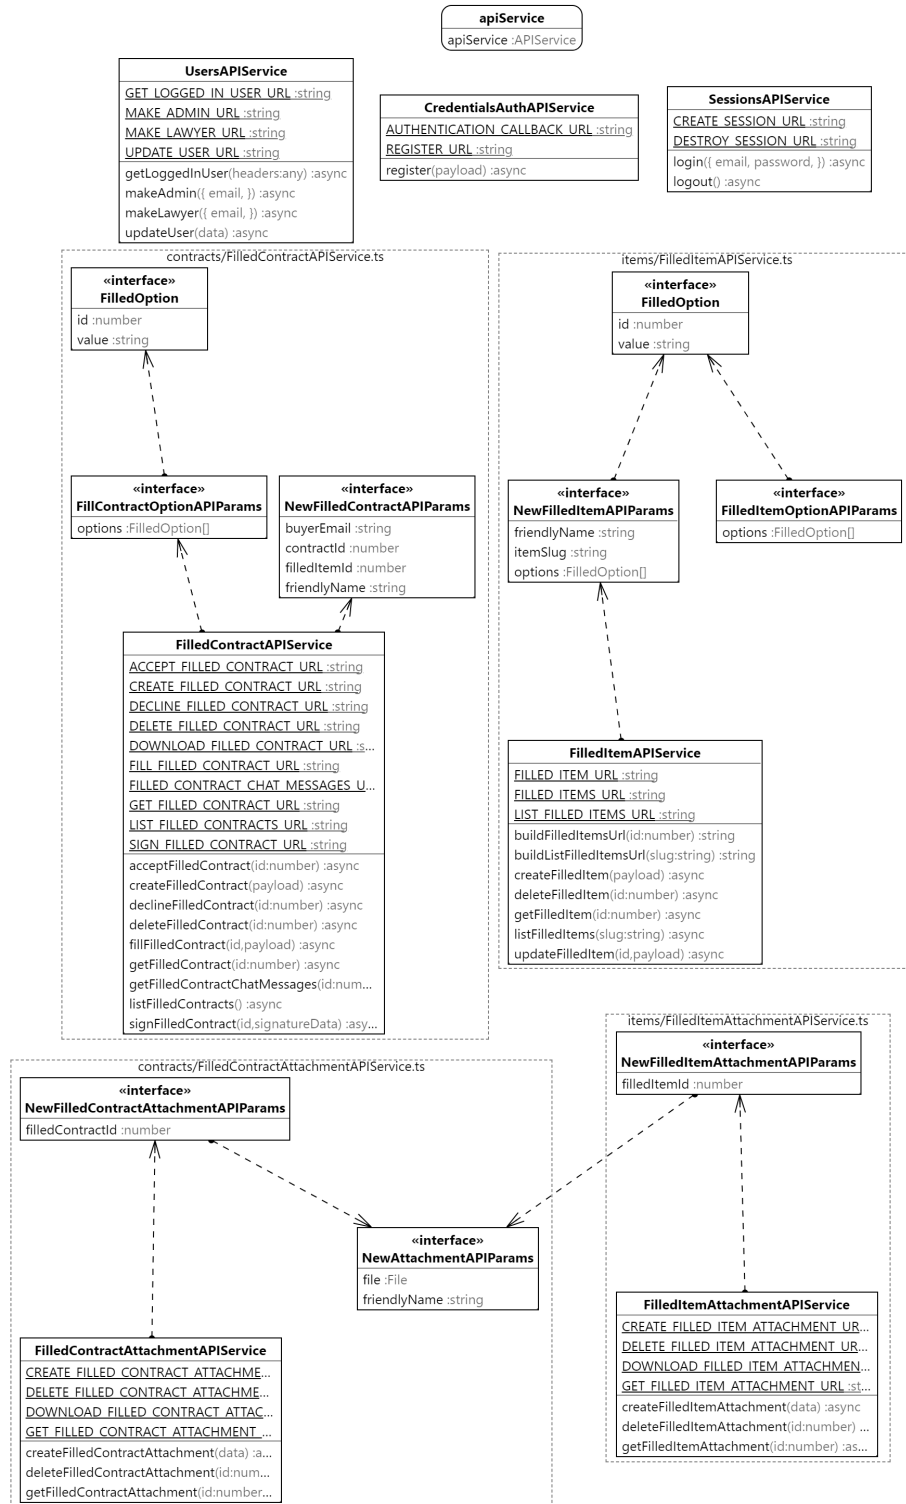 apiService
apiService :APIService
UsersAPIService
GET_LOGGED_IN_USER_URL :string
MAKE_ADMIN_URL :string
MAKE_LAWYER_URL :string
UPDATE_USER_URL :string
getLoggedInUser(headers:any) :async
makeAdmin({ email, }) :async
makeLawyer({ email, }) :async
updateUser(data) :async
CredentialsAuthAPIService
AUTHENTICATION_CALLBACK_URL :string
REGISTER_URL :string
register(payload) :async
SessionsAPIService
CREATE_SESSION_URL :string
DESTROY_SESSION_URL :string
login({ email, password, }) :async
logout() :async
contracts/FilledContractAPIService.ts
«interface»
FilledOption
id :number
value :string
«interface»
FillContractOptionAPIParams
options :FilledOption[]
«interface»
NewFilledContractAPIParams
buyerEmail :string
contractId :number
filledItemId :number
friendlyName :string
FilledContractAPIService
ACCEPT_FILLED_CONTRACT_URL :string
CREATE_FILLED_CONTRACT_URL :string
DECLINE_FILLED_CONTRACT_URL :string
DELETE_FILLED_CONTRACT_URL :string
DOWNLOAD_FILLED_CONTRACT_URL :s...
FILL_FILLED_CONTRACT_URL :string
FILLED_CONTRACT_CHAT_MESSAGES_U...
GET_FILLED_CONTRACT_URL :string
LIST_FILLED_CONTRACTS_URL :string
SIGN_FILLED_CONTRACT_URL :string
acceptFilledContract(id:number) :async
createFilledContract(payload) :async
declineFilledContract(id:number) :async
deleteFilledContract(id:number) :async
fillFilledContract(id,payload) :async
getFilledContract(id:number) :async
getFilledContractChatMessages(id:num...
listFilledContracts() :async
signFilledContract(id,signatureData) :asy...
items/FilledItemAPIService.ts
«interface»
FilledOption
id :number
value :string
«interface»
NewFilledItemAPIParams
friendlyName :string
itemSlug :string
options :FilledOption[]
«interface»
FilledItemOptionAPIParams
options :FilledOption[]
FilledItemAPIService
FILLED_ITEM_URL :string
FILLED_ITEMS_URL :string
LIST_FILLED_ITEMS_URL :string
buildFilledItemsUrl(id:number) :string
buildListFilledItemsUrl(slug:string) :string
createFilledItem(payload) :async
deleteFilledItem(id:number) :async
getFilledItem(id:number) :async
listFilledItems(slug:string) :async
updateFilledItem(id,payload) :async
contracts/FilledContractAttachmentAPIService.ts
«interface»
NewFilledContractAttachmentAPIParams
filledContractId :number
«interface»
NewAttachmentAPIParams
file :File
friendlyName :string
FilledContractAttachmentAPIService
CREATE_FILLED_CONTRACT_ATTACHME...
DELETE_FILLED_CONTRACT_ATTACHME...
DOWNLOAD_FILLED_CONTRACT_ATTAC...
GET_FILLED_CONTRACT_ATTACHMENT_...
createFilledContractAttachment(data) :a...
deleteFilledContractAttachment(id:num...
getFilledContractAttachment(id:number...
items/FilledItemAttachmentAPIService.ts
«interface»
NewFilledItemAttachmentAPIParams
filledItemId :number
FilledItemAttachmentAPIService
CREATE_FILLED_ITEM_ATTACHMENT_UR...
DELETE_FILLED_ITEM_ATTACHMENT_UR...
DOWNLOAD_FILLED_ITEM_ATTACHMEN...
GET_FILLED_ITEM_ATTACHMENT_URL :st...
createFilledItemAttachment(data) :async
deleteFilledItemAttachment(id:number) ...
getFilledItemAttachment(id:number) :as...